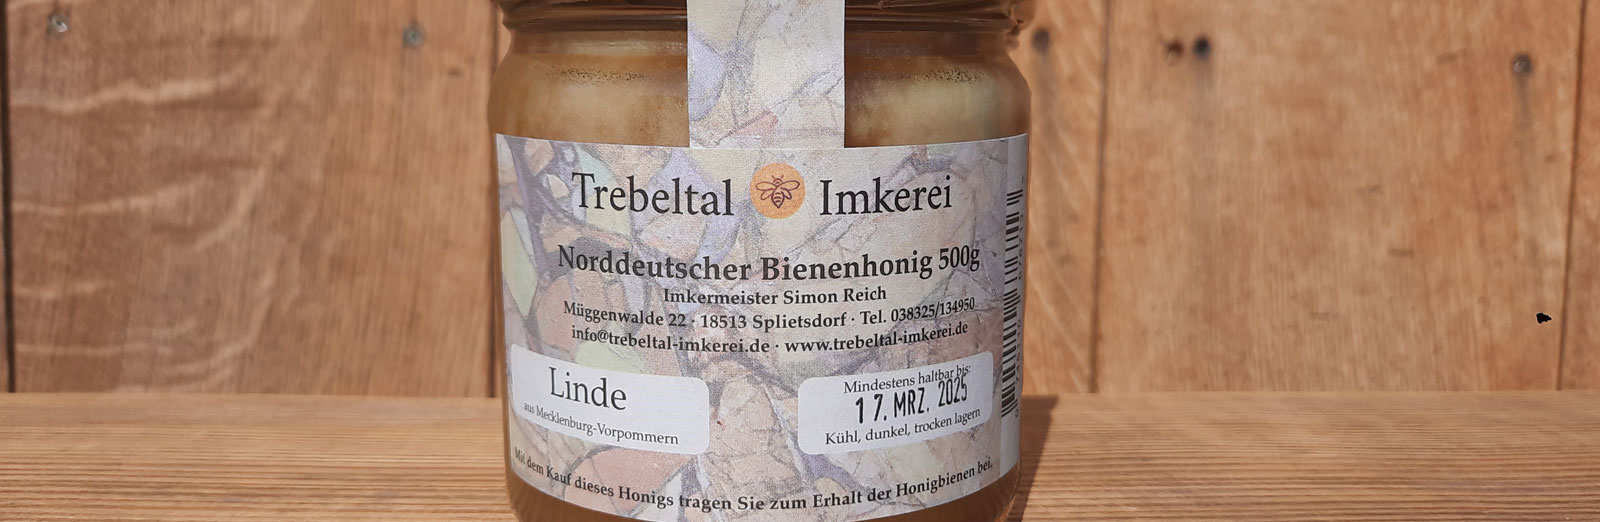 Trebeltal Imkerei
Norddeutscher Bienenhonig 500g
Imkermeister Simon Reich
Müggenwalde 22 · 18513 Splietsdorf · Tel. 038325/134950
info@trebeltal-imkerei.de · www.trebeltal-imkerei.de
Linde
aus Mecklenburg-Vorpommern
Mindestens haltbar bis:
17. MRZ. 2025
Kühl, dunkel, trocken lagern
Mit dem Kauf dieses Honigs tragen Sie zum Erhalt der Honigbienen bei.